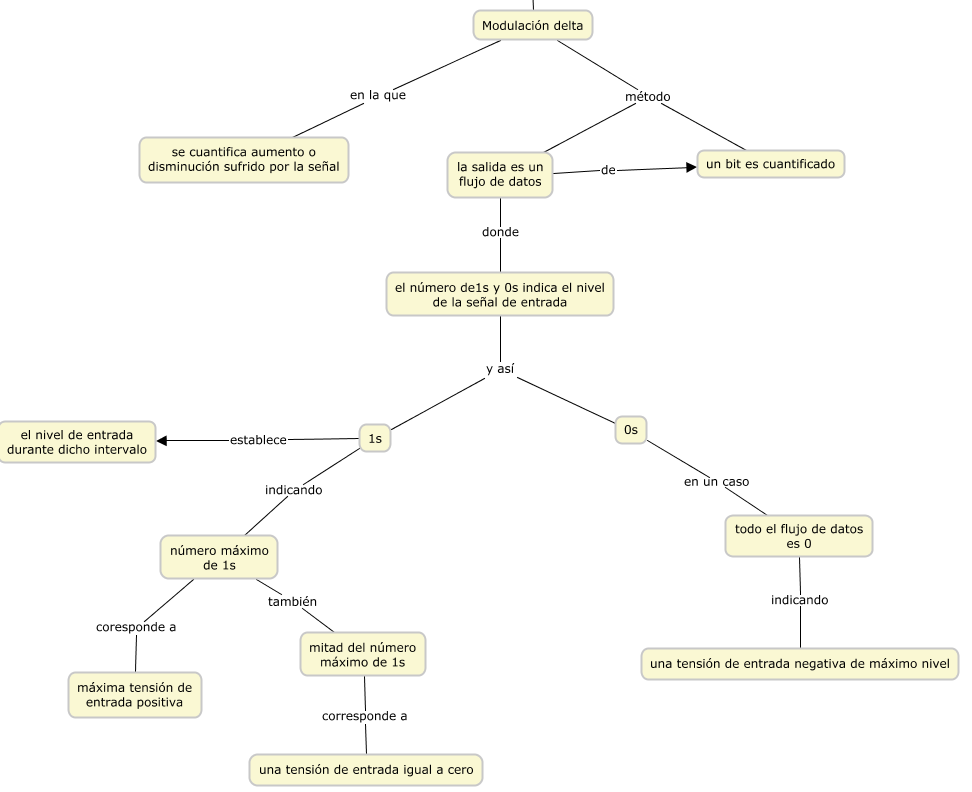 Modulación delta
en la que
método
se cuantifica aumento o
disminución sufrido por la señal
la salida es un
flujo de datos
de
un bit es cuantificado
donde
el número de1s y 0s indica el nivel
de la señal de entrada
y así
el nivel de entrada
durante dicho intervalo
establece
1s
0s
indicando
en un caso
número máximo
de 1s
todo el flujo de datos
es 0
coresponde a
también
indicando
mitad del número
máximo de 1s
una tensión de entrada negativa de máximo nivel
máxima tensión de
entrada positiva
corresponde a
una tensión de entrada igual a cero